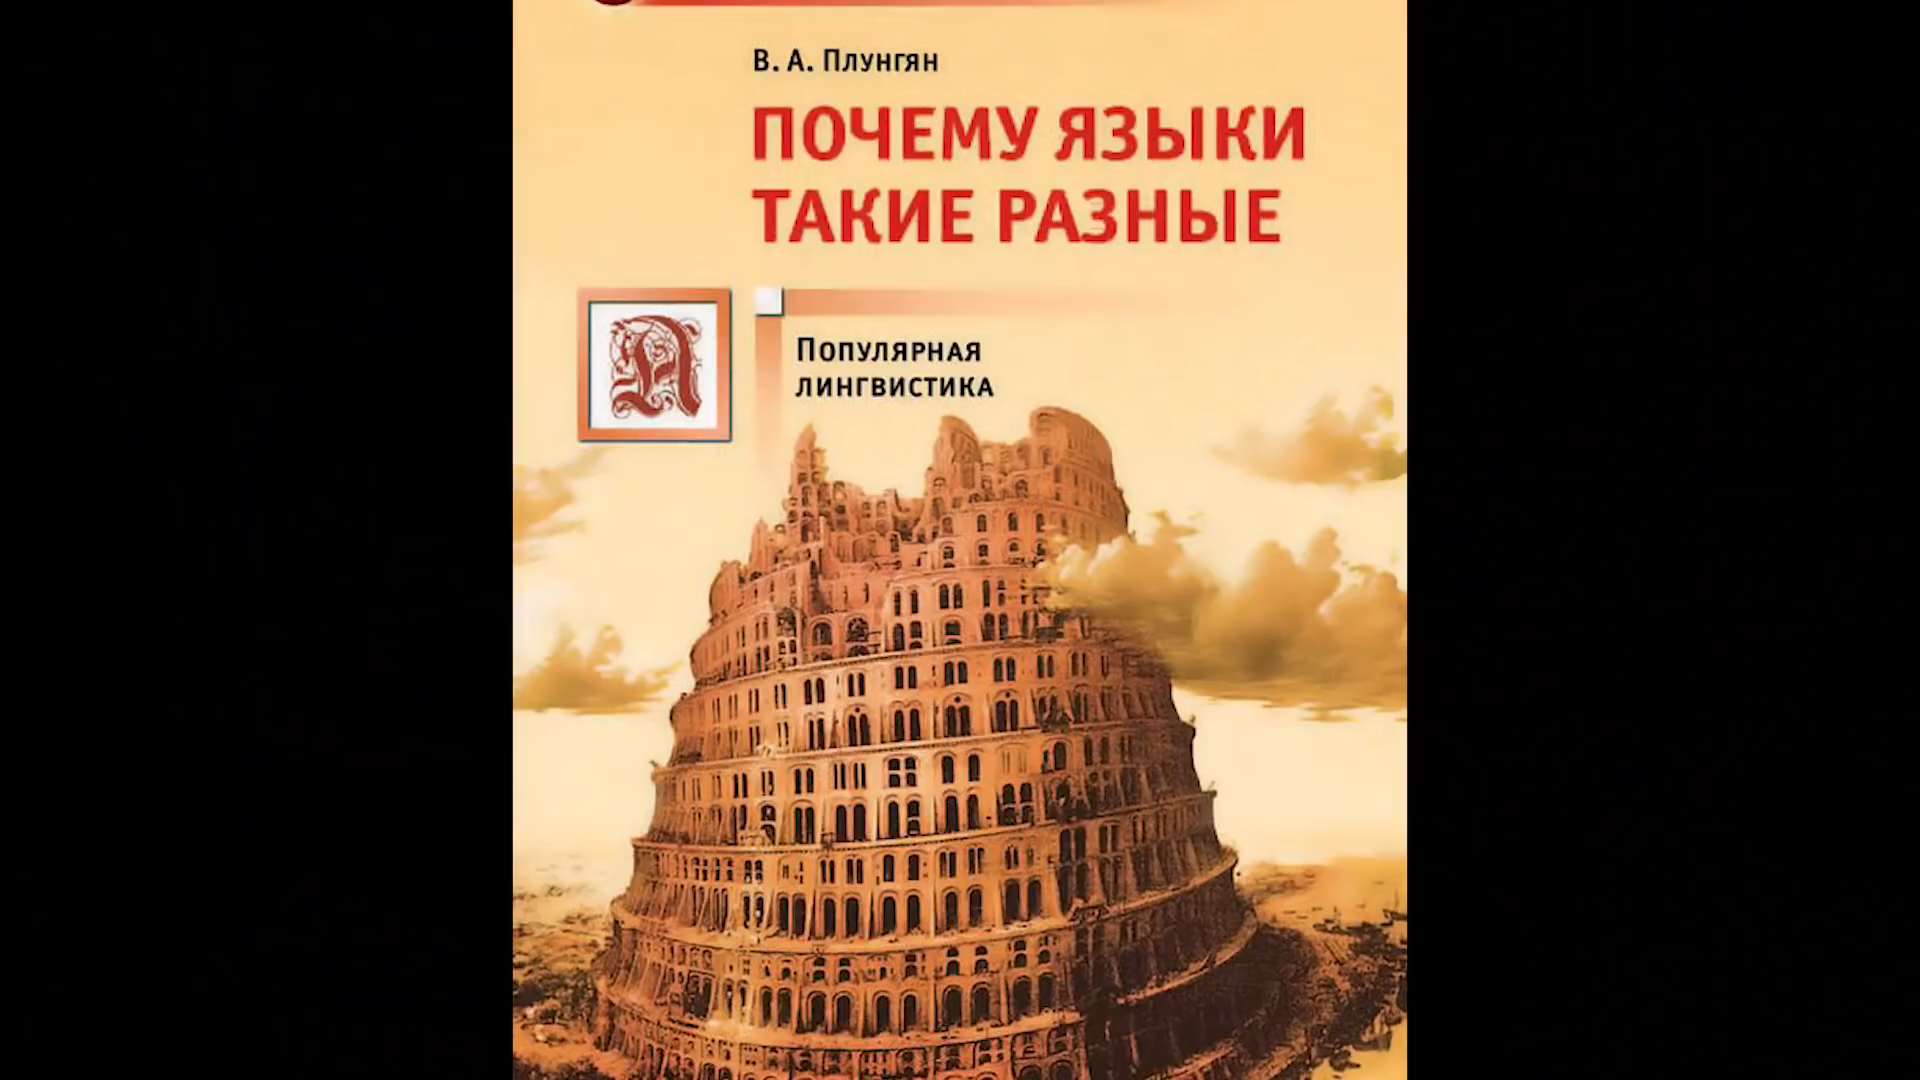 В. А. Плунгян
ПОЧЕМУ ЯЗЫКИ
ТАКИЕ РАЗНЫЕ
Л
Популярная
лингвистика